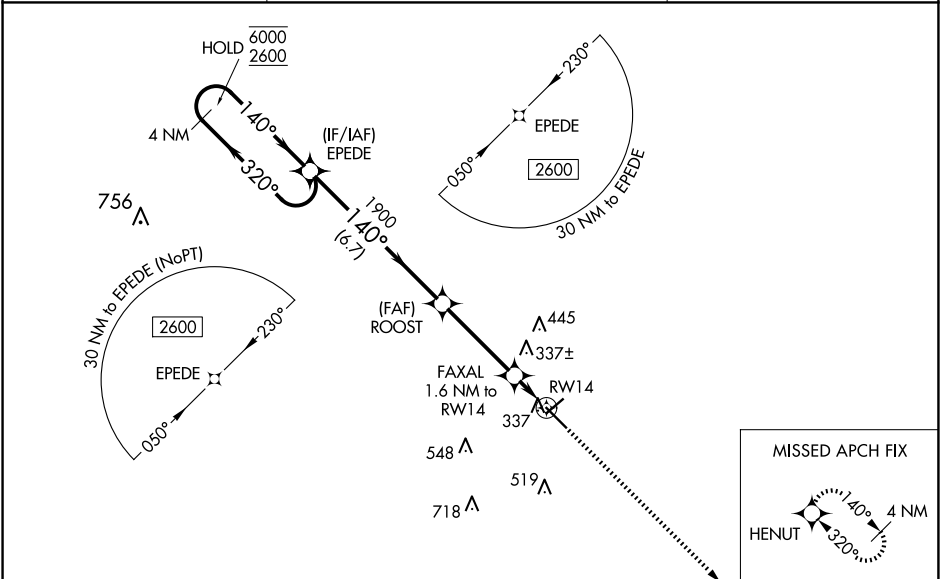 HOLD 6000
2600
140°
4 NM
320°
(IF/IAF)
EPEDE
230°
EPEDE
2600
050°
30 NM to EPEDE
756
1900
140°
(6.7)
30 NM to EPEDE (NoPT)
2600
230°
EPEDE
050°
(FAF)
ROOST
445
337±
FAXAL
1.6 NM to
RW14
RW14
337
548
519
718
MISSED APCH FIX
140°
4 NM
HENUT
320°